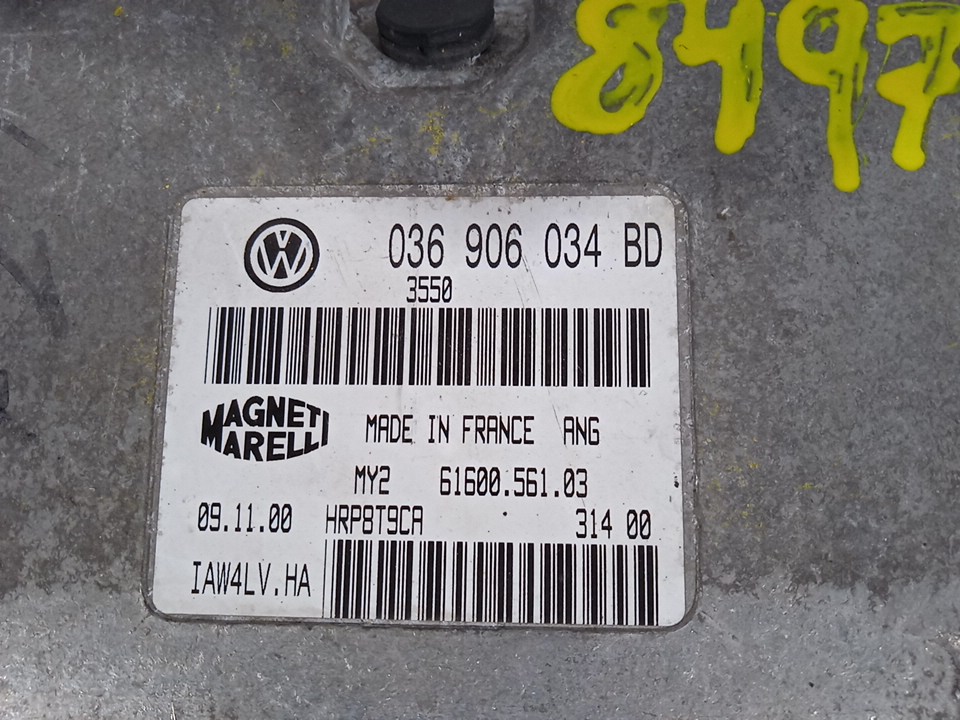 8497
036 906 034 BD
3550
MAGNETI
MARELLI
MADE IN FRANCE ANG
MY2 61600.561.03
09.11.00 HRP8T9CA 314 00
IAW4LV.HA